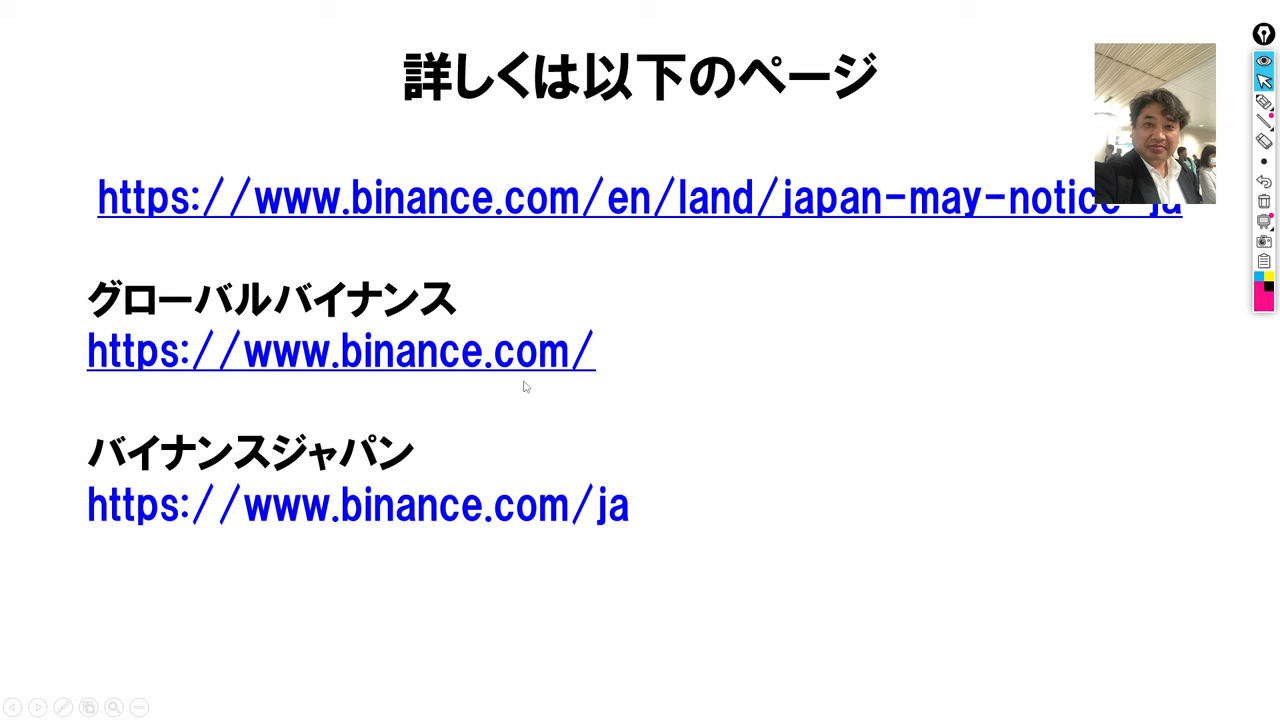 詳しくは以下のページ
https://www.binance.com/en/land/japan-may-notice-ja
グローバルバイナンス
https://www.binance.com/
バイナンスジャパン
https://www.binance.com/ja